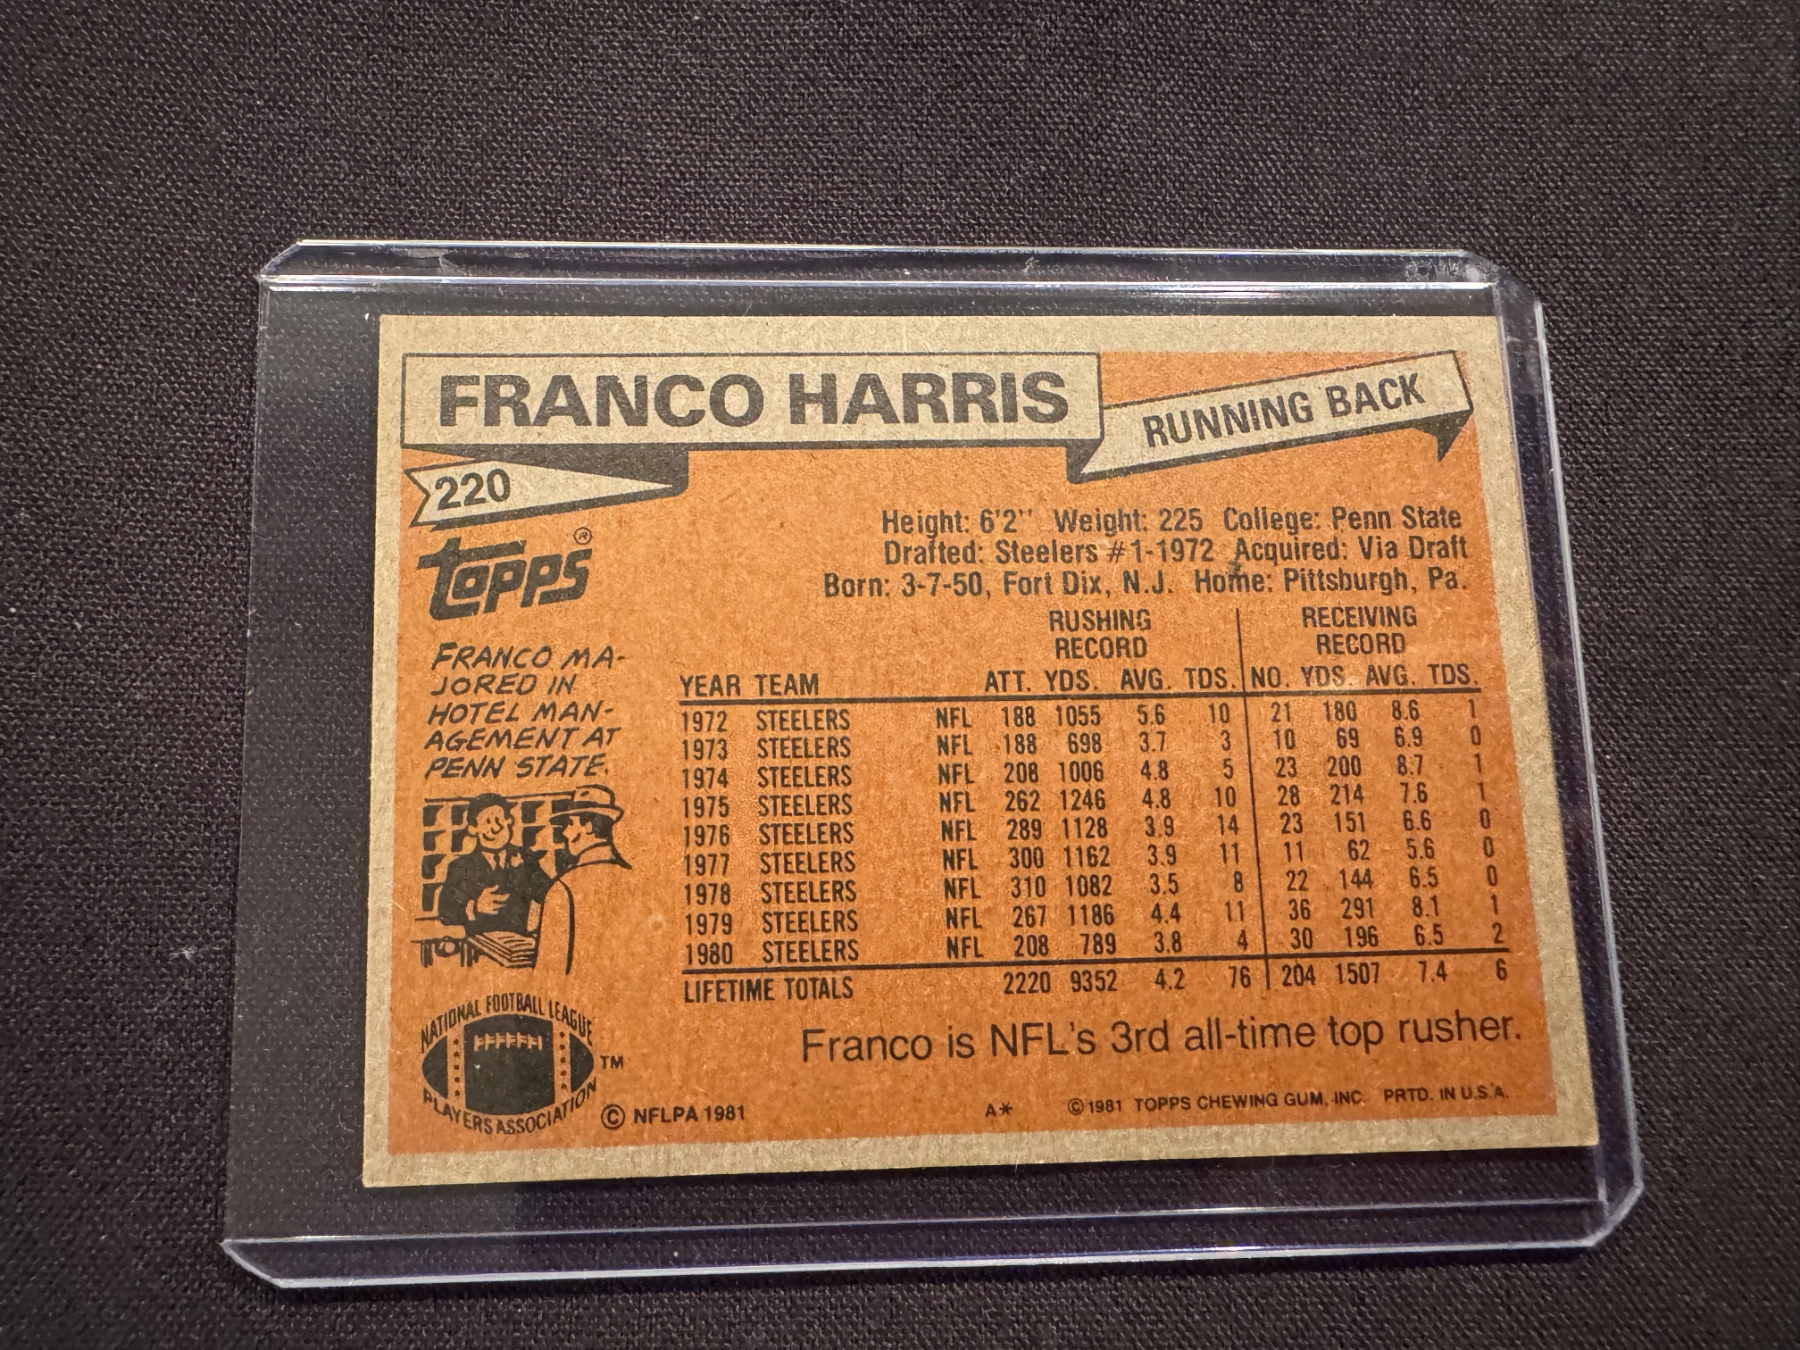 FRANCO HARRIS
RUNNING BACK
220
TOPPS®
Height: 6'2" Weight: 225 College: Penn State
Drafted: Steelers #1-1972 Acquired: Via Draft
Born: 3-7-50, Fort Dix, N.J. Home: Pittsburgh, Pa.
FRANCO MA-
JORED IN
HOTEL MAN-
AGEMENT AT
PENN STATE.
RUSHING RECEIVING
RECORD RECORD
YEAR TEAM ATT. YDS. AVG. TDS. NO. YDS. AVG. TDS.
1972 STEELERS NFL 188 1055 5.6 10 21 180 8.6 1
1973 STEELERS NFL 188 698 3.7 3 10 69 6.9 0
1974 STEELERS NFL 208 1006 4.8 5 23 200 8.7 1
1975 STEELERS NFL 262 1246 4.8 10 28 214 7.6 1
1976 STEELERS NFL 289 1128 3.9 14 23 151 6.6 0
1977 STEELERS NFL 300 1162 3.9 11 11 62 5.6 0
1978 STEELERS NFL 310 1082 3.5 8 22 144 6.5 0
1979 STEELERS NFL 267 1186 4.4 11 36 291 8.1 1
1980 STEELERS NFL 208 789 3.8 4 30 196 6.5 2
LIFETIME TOTALS 2220 9352 4.2 76 204 1507 7.4 6
Franco is NFL's 3rd all-time top rusher.
NATIONAL FOOTBALL LEAGUE
PLAYERS ASSOCIATION
TM
© NFLPA 1981
A*
© 1981 TOPPS CHEWING GUM, INC. PRTD. IN U.S.A.